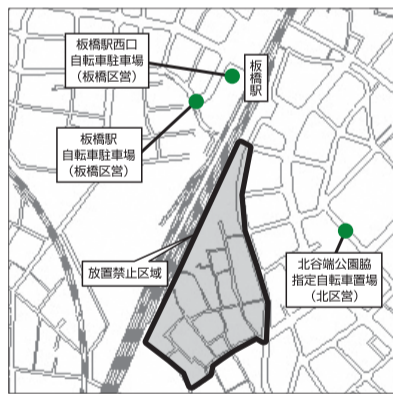 板橋駅西口
自転車駐車場
（板橋区営）
板橋駅
板橋駅
自転車駐車場
（板橋区営）
放置禁止区域
北谷端公園脇
指定自転車置場
（北区営）